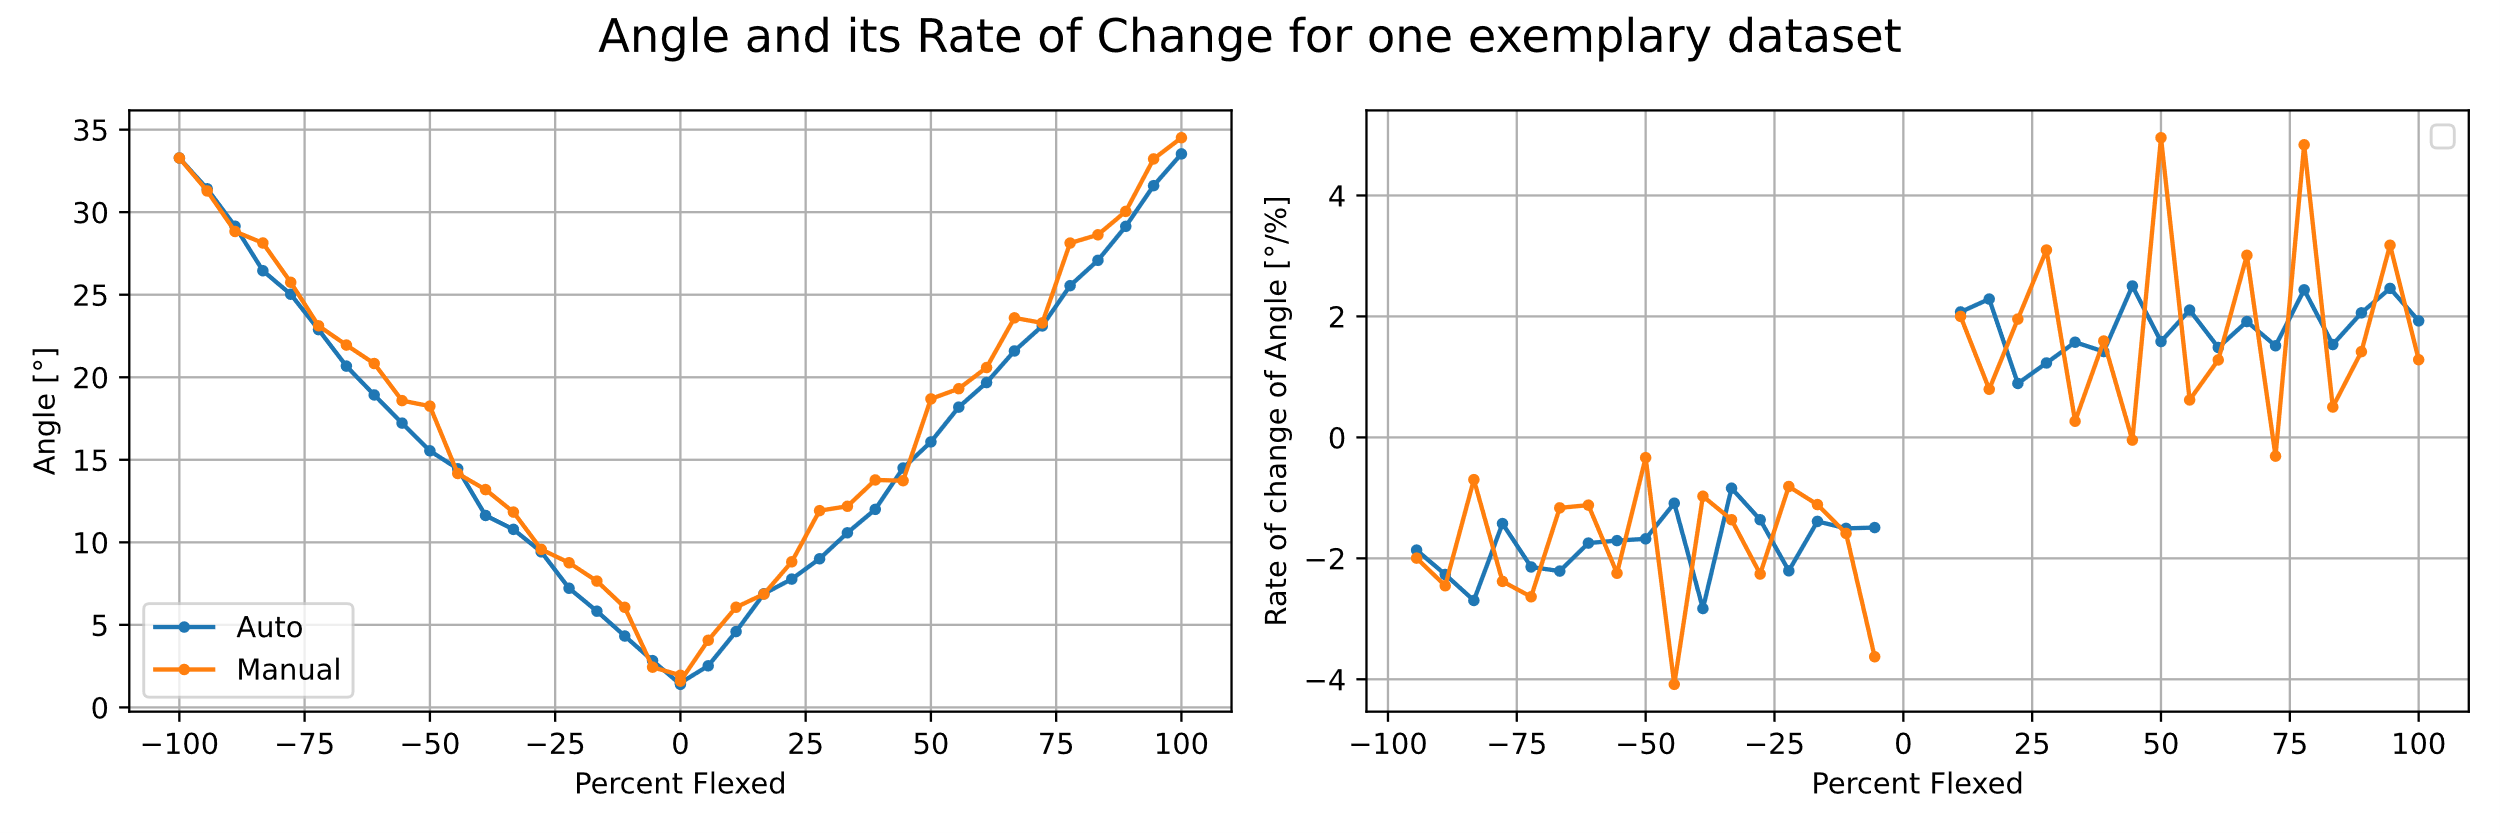 Angle and its Rate of Change for one exemplary dataset
Angle [°]
35
30
25
20
15
10
5
0
Auto
Manual
−100 −75 −50 −25 0 25 50 75 100
Percent Flexed
Rate of change of Angle [°/%]
4
2
0
−2
−4
−100 −75 −50 −25 0 25 50 75 100
Percent Flexed